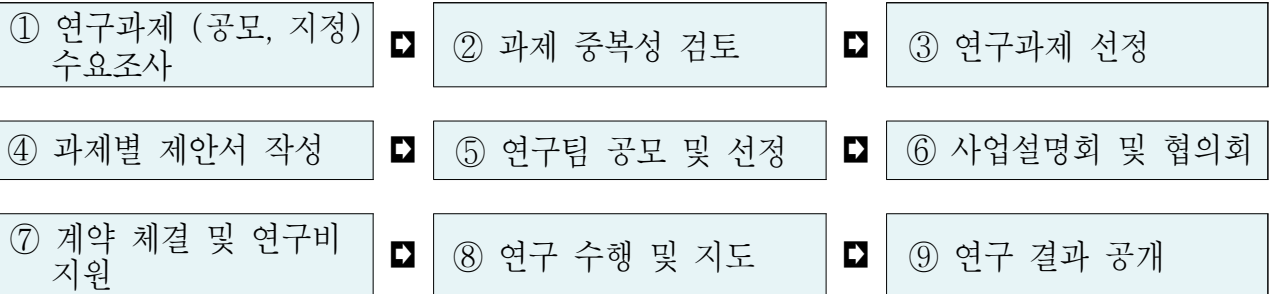 ① 연구과제 (공모, 지정)
수요조사
② 과제 중복성 검토
③ 연구과제 선정
④ 과제별 제안서 작성
⑤ 연구팀 공모 및 선정
⑥ 사업설명회 및 협의회
⑦ 계약 체결 및 연구비
지원
⑧ 연구 수행 및 지도
⑨ 연구 결과 공개